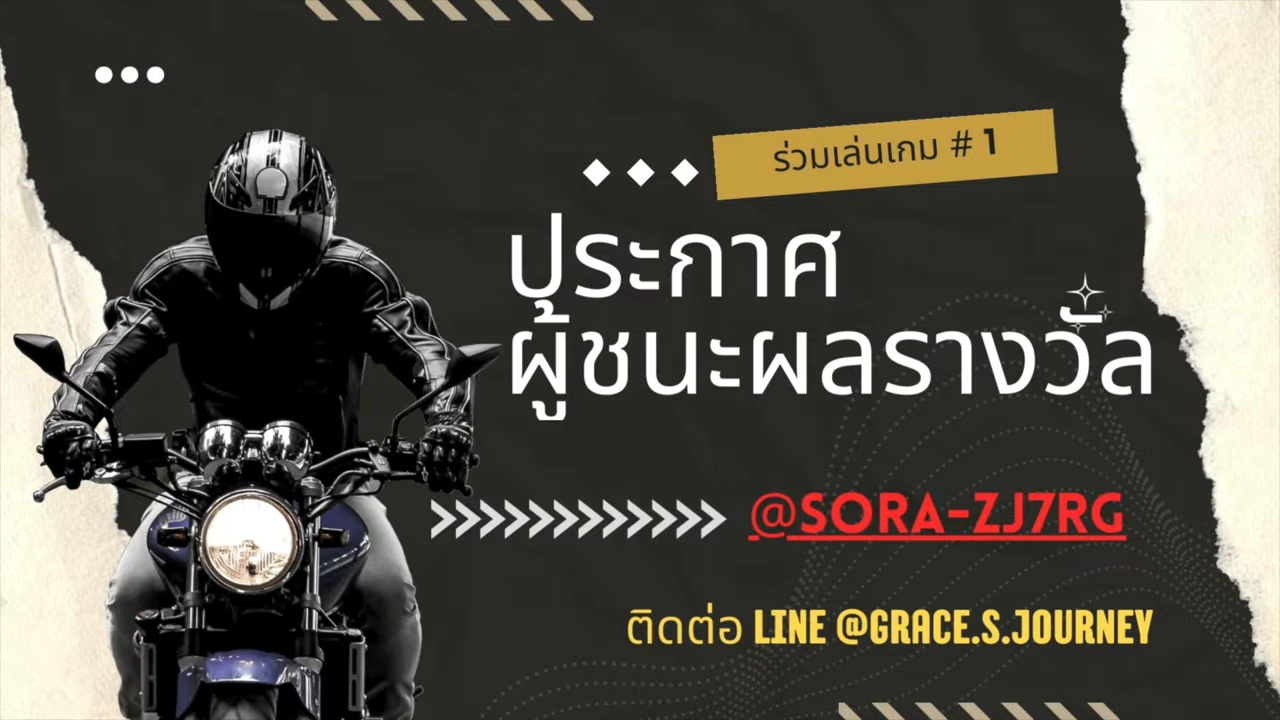 ร่วมเล่นเกม # 1
ประกาศ
ผู้ชนะผลรางวัล
@SORA-ZJ7RG
ติดต่อ LINE @GRACE.S.JOURNEY